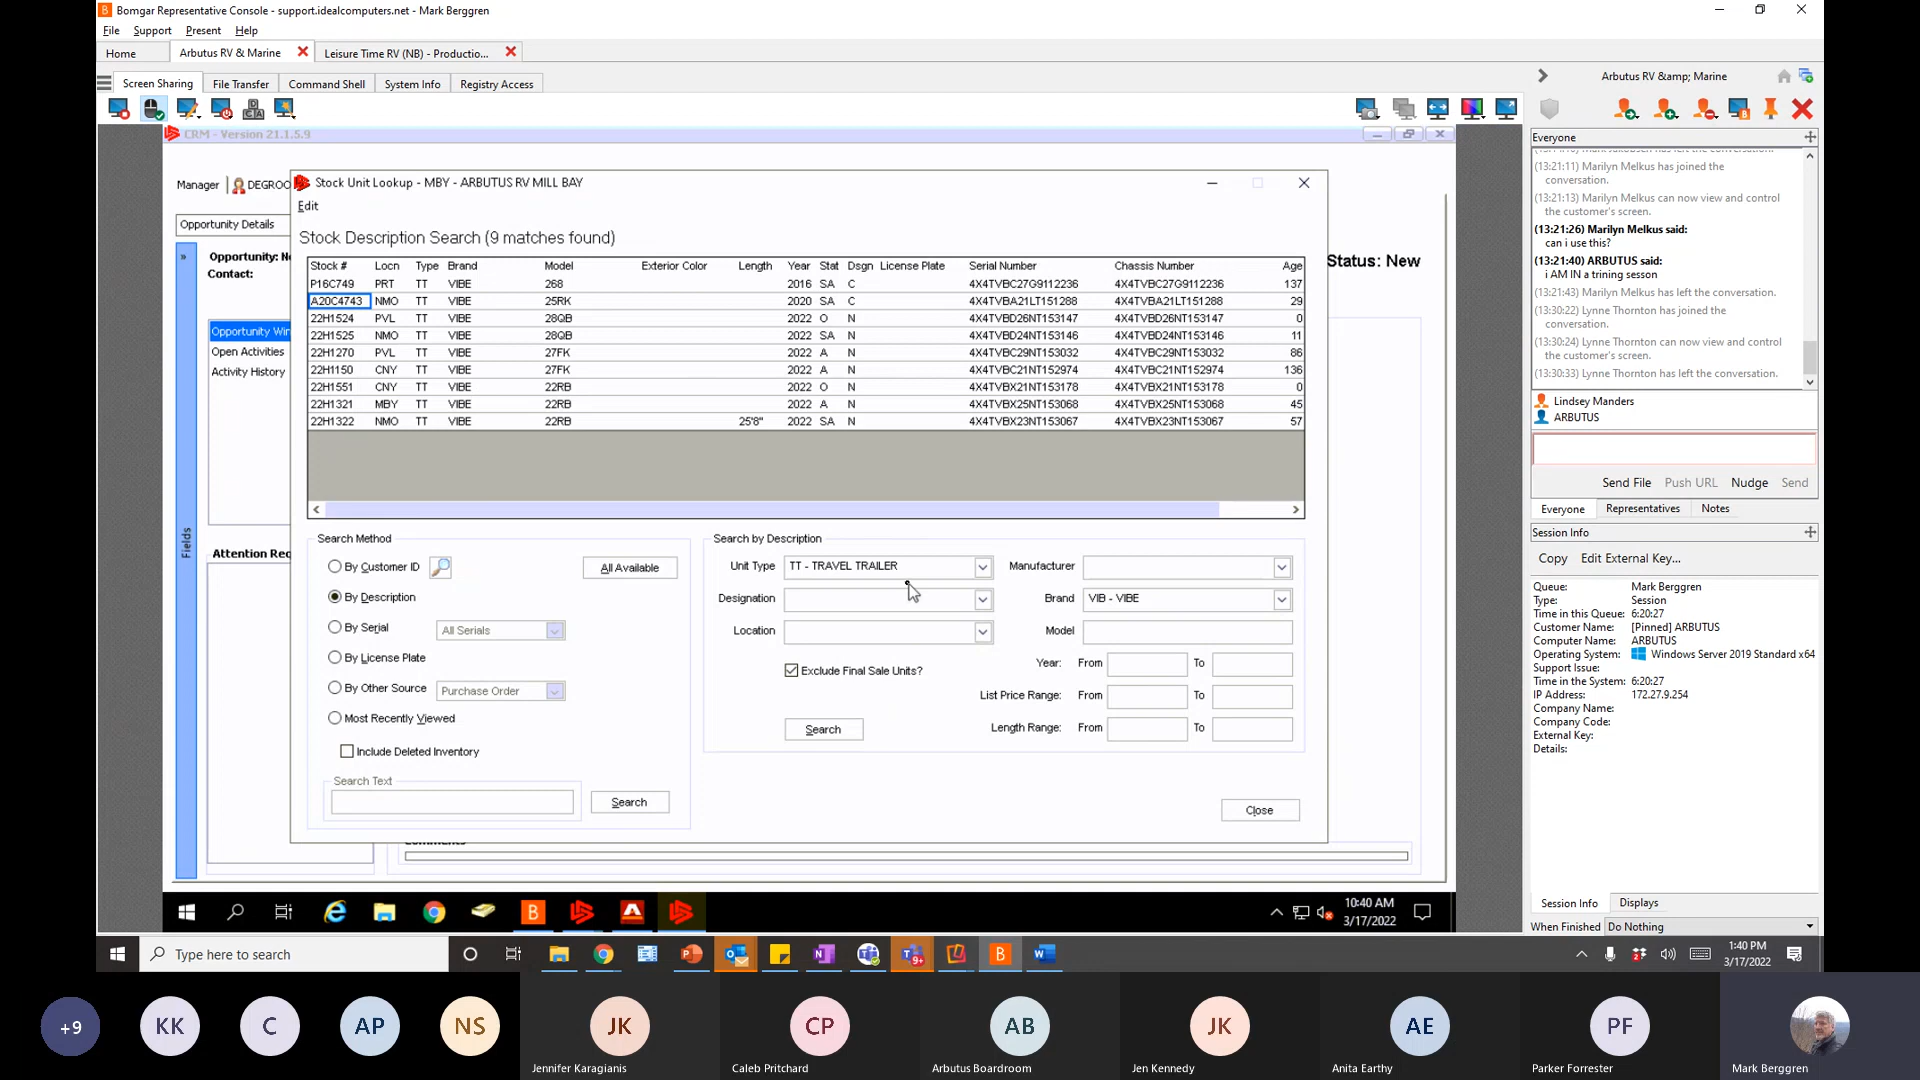 Bomgar Representative Console - support.idealcomputers.net - Mark Berggren
File Support Present Help
Home Arbutus RV & Marine Leisure Time RV (NB) - Productio...
Screen Sharing File Transfer Command Shell System Info Registry Access
Arbutus RV &amp; Marine
CRM - Version 21.1.5.9
Manager DEGROO
Opportunity Details
Opportunity: N
Contact:
Status: New
Opportunity Win
Open Activities
Activity History
Fields
Attention Req
Stock Unit Lookup - MBY - ARBUTUS RV MILL BAY
Edit
Stock Description Search (9 matches found)
Stock # Locn Type Brand Model Exterior Color Length Year Stat Dsgn License Plate Serial Number Chassis Number Age
P16C749 PRT TT VIBE 268 2016 SA C 4X4TVBC27G9112236 4X4TVBC27G9112236 137
A20C4743 NMO TT VIBE 25RK 2020 SA C 4X4TVBA21LT151288 4X4TVBA21LT151288 29
22H1524 PVL TT VIBE 28QB 2022 O N 4X4TVBD26NT153147 4X4TVBD26NT153147 0
22H1525 NMO TT VIBE 28QB 2022 SA N 4X4TVBD24NT153146 4X4TVBD24NT153146 11
22H1270 PVL TT VIBE 27FK 2022 A N 4X4TVBC29NT153032 4X4TVBC29NT153032 86
22H1150 CNY TT VIBE 27FK 2022 A N 4X4TVBC21NT152974 4X4TVBC21NT152974 136
22H1551 CNY TT VIBE 22RB 2022 O N 4X4TVBX21NT153178 4X4TVBX21NT153178 0
22H1321 MBY TT VIBE 22RB 2022 A N 4X4TVBX25NT153068 4X4TVBX25NT153068 45
22H1322 NMO TT VIBE 22RB 25'8" 2022 SA N 4X4TVBX23NT153067 4X4TVBX23NT153067 57
Search Method
By Customer ID All Available
By Description
By Serial All Serials
By License Plate
By Other Source Purchase Order
Most Recently Viewed
Include Deleted Inventory
Search Text
Search
Search by Description
Unit Type TT - TRAVEL TRAILER Manufacturer
Designation Brand VIB - VIBE
Location Model
Exclude Final Sale Units? Year: From To
List Price Range: From To
Search Length Range: From To
Close
Comments
10:40 AM
3/17/2022
Everyone
(13:21:11) Marilyn Melkus has joined the
conversation.
(13:21:13) Marilyn Melkus can now view and control
the customer's screen.
(13:21:26) Marilyn Melkus said:
can i use this?
(13:21:40) ARBUTUS said:
i AM IN a trining sesson
(13:21:43) Marilyn Melkus has left the conversation.
(13:30:22) Lynne Thornton has joined the
conversation.
(13:30:24) Lynne Thornton can now view and control
the customer's screen.
(13:30:33) Lynne Thornton has left the conversation.
Lindsey Manders
ARBUTUS
Send File Push URL Nudge Send
Everyone Representatives Notes
Session Info
Copy Edit External Key...
Queue: Mark Berggren
Type: Session
Time in this Queue: 6:20:27
Customer Name: [Pinned] ARBUTUS
Computer Name: ARBUTUS
Operating System: Windows Server 2019 Standard x64
Support Issue:
Time in the System: 6:20:27
IP Address: 172.27.9.254
Company Name:
Company Code:
External Key:
Details:
Session Info Displays
When Finished Do Nothing
Type here to search
1:40 PM
3/17/2022
+9 KK C AP NS JK CP AB JK AE PF
Jennifer Karagianis Caleb Pritchard Arbutus Boardroom Jen Kennedy Anita Earthy Parker Forrester Mark Berggren